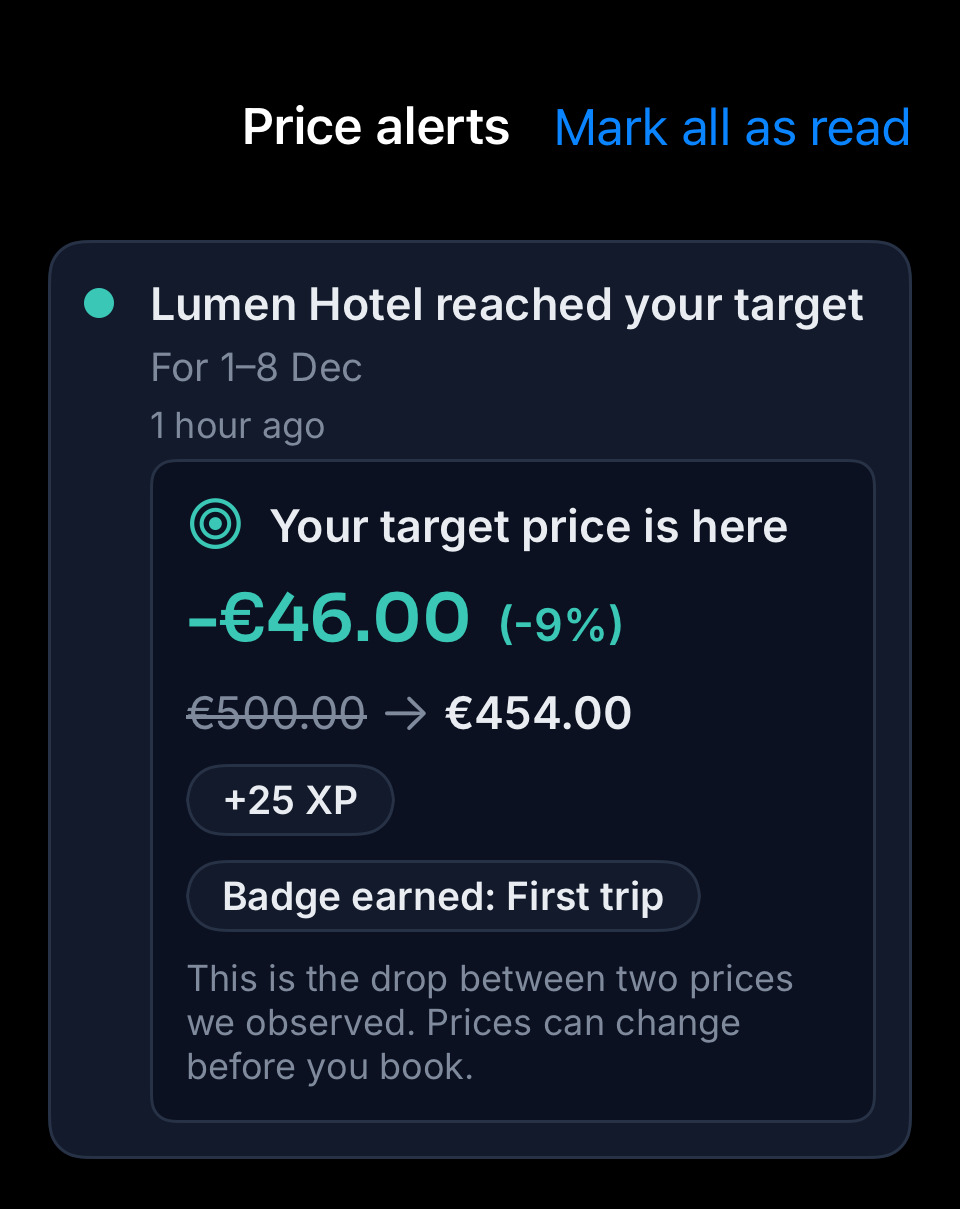 Price alerts
Mark all as read
Lumen Hotel reached your target
For 1–8 Dec
1 hour ago
Your target price is here
-€46.00 (-9%)
€500.00 → €454.00
+25 XP
Badge earned: First trip
This is the drop between two prices
we observed. Prices can change
before you book.